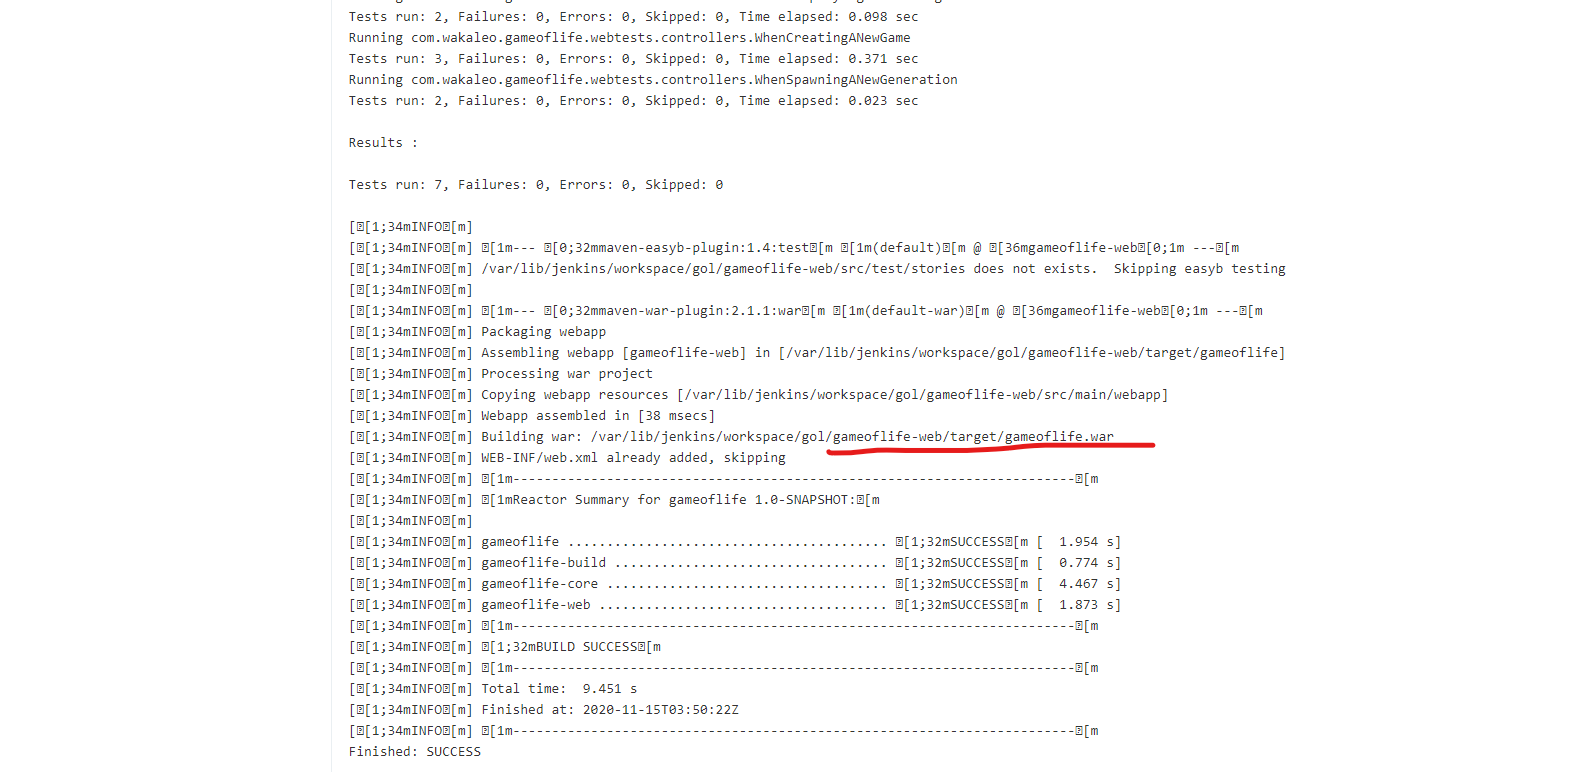 Tests run: 2, Failures: 0, Errors: 0, Skipped: 0, Time elapsed: 0.098 sec
Running com.wakaleo.gameoflife.webtests.controllers.WhenCreatingANewGame
Tests run: 3, Failures: 0, Errors: 0, Skipped: 0, Time elapsed: 0.371 sec
Running com.wakaleo.gameoflife.webtests.controllers.WhenSpawningANewGeneration
Tests run: 2, Failures: 0, Errors: 0, Skipped: 0, Time elapsed: 0.023 sec
Results :
Tests run: 7, Failures: 0, Errors: 0, Skipped: 0
[␛[1;34mINFO␛[m]
[␛[1;34mINFO␛[m] ␛[1m--- ␛[0;32mmaven-easyb-plugin:1.4:test␛[m ␛[1m(default)␛[m @ ␛[36mgameoflife-web␛[0;1m ---␛[m
[␛[1;34mINFO␛[m] /var/lib/jenkins/workspace/gol/gameoflife-web/src/test/stories does not exists.  Skipping easyb testing
[␛[1;34mINFO␛[m]
[␛[1;34mINFO␛[m] ␛[1m--- ␛[0;32mmaven-war-plugin:2.1.1:war␛[m ␛[1m(default-war)␛[m @ ␛[36mgameoflife-web␛[0;1m ---␛[m
[␛[1;34mINFO␛[m] Packaging webapp
[␛[1;34mINFO␛[m] Assembling webapp [gameoflife-web] in [/var/lib/jenkins/workspace/gol/gameoflife-web/target/gameoflife]
[␛[1;34mINFO␛[m] Processing war project
[␛[1;34mINFO␛[m] Copying webapp resources [/var/lib/jenkins/workspace/gol/gameoflife-web/src/main/webapp]
[␛[1;34mINFO␛[m] Webapp assembled in [38 msecs]
[␛[1;34mINFO␛[m] Building war: /var/lib/jenkins/workspace/gol/gameoflife-web/target/gameoflife.war
[␛[1;34mINFO␛[m] WEB-INF/web.xml already added, skipping
[␛[1;34mINFO␛[m] ␛[1m------------------------------------------------------------------------␛[m
[␛[1;34mINFO␛[m] ␛[1mReactor Summary for gameoflife 1.0-SNAPSHOT:␛[m
[␛[1;34mINFO␛[m]
[␛[1;34mINFO␛[m] gameoflife ......................................... ␛[1;32mSUCCESS␛[m [  1.954 s]
[␛[1;34mINFO␛[m] gameoflife-build ................................... ␛[1;32mSUCCESS␛[m [  0.774 s]
[␛[1;34mINFO␛[m] gameoflife-core .................................... ␛[1;32mSUCCESS␛[m [  4.467 s]
[␛[1;34mINFO␛[m] gameoflife-web ..................................... ␛[1;32mSUCCESS␛[m [  1.873 s]
[␛[1;34mINFO␛[m] ␛[1m------------------------------------------------------------------------␛[m
[␛[1;34mINFO␛[m] ␛[1;32mBUILD SUCCESS␛[m
[␛[1;34mINFO␛[m] ␛[1m------------------------------------------------------------------------␛[m
[␛[1;34mINFO␛[m] Total time:  9.451 s
[␛[1;34mINFO␛[m] Finished at: 2020-11-15T03:50:22Z
[␛[1;34mINFO␛[m] ␛[1m------------------------------------------------------------------------␛[m
Finished: SUCCESS